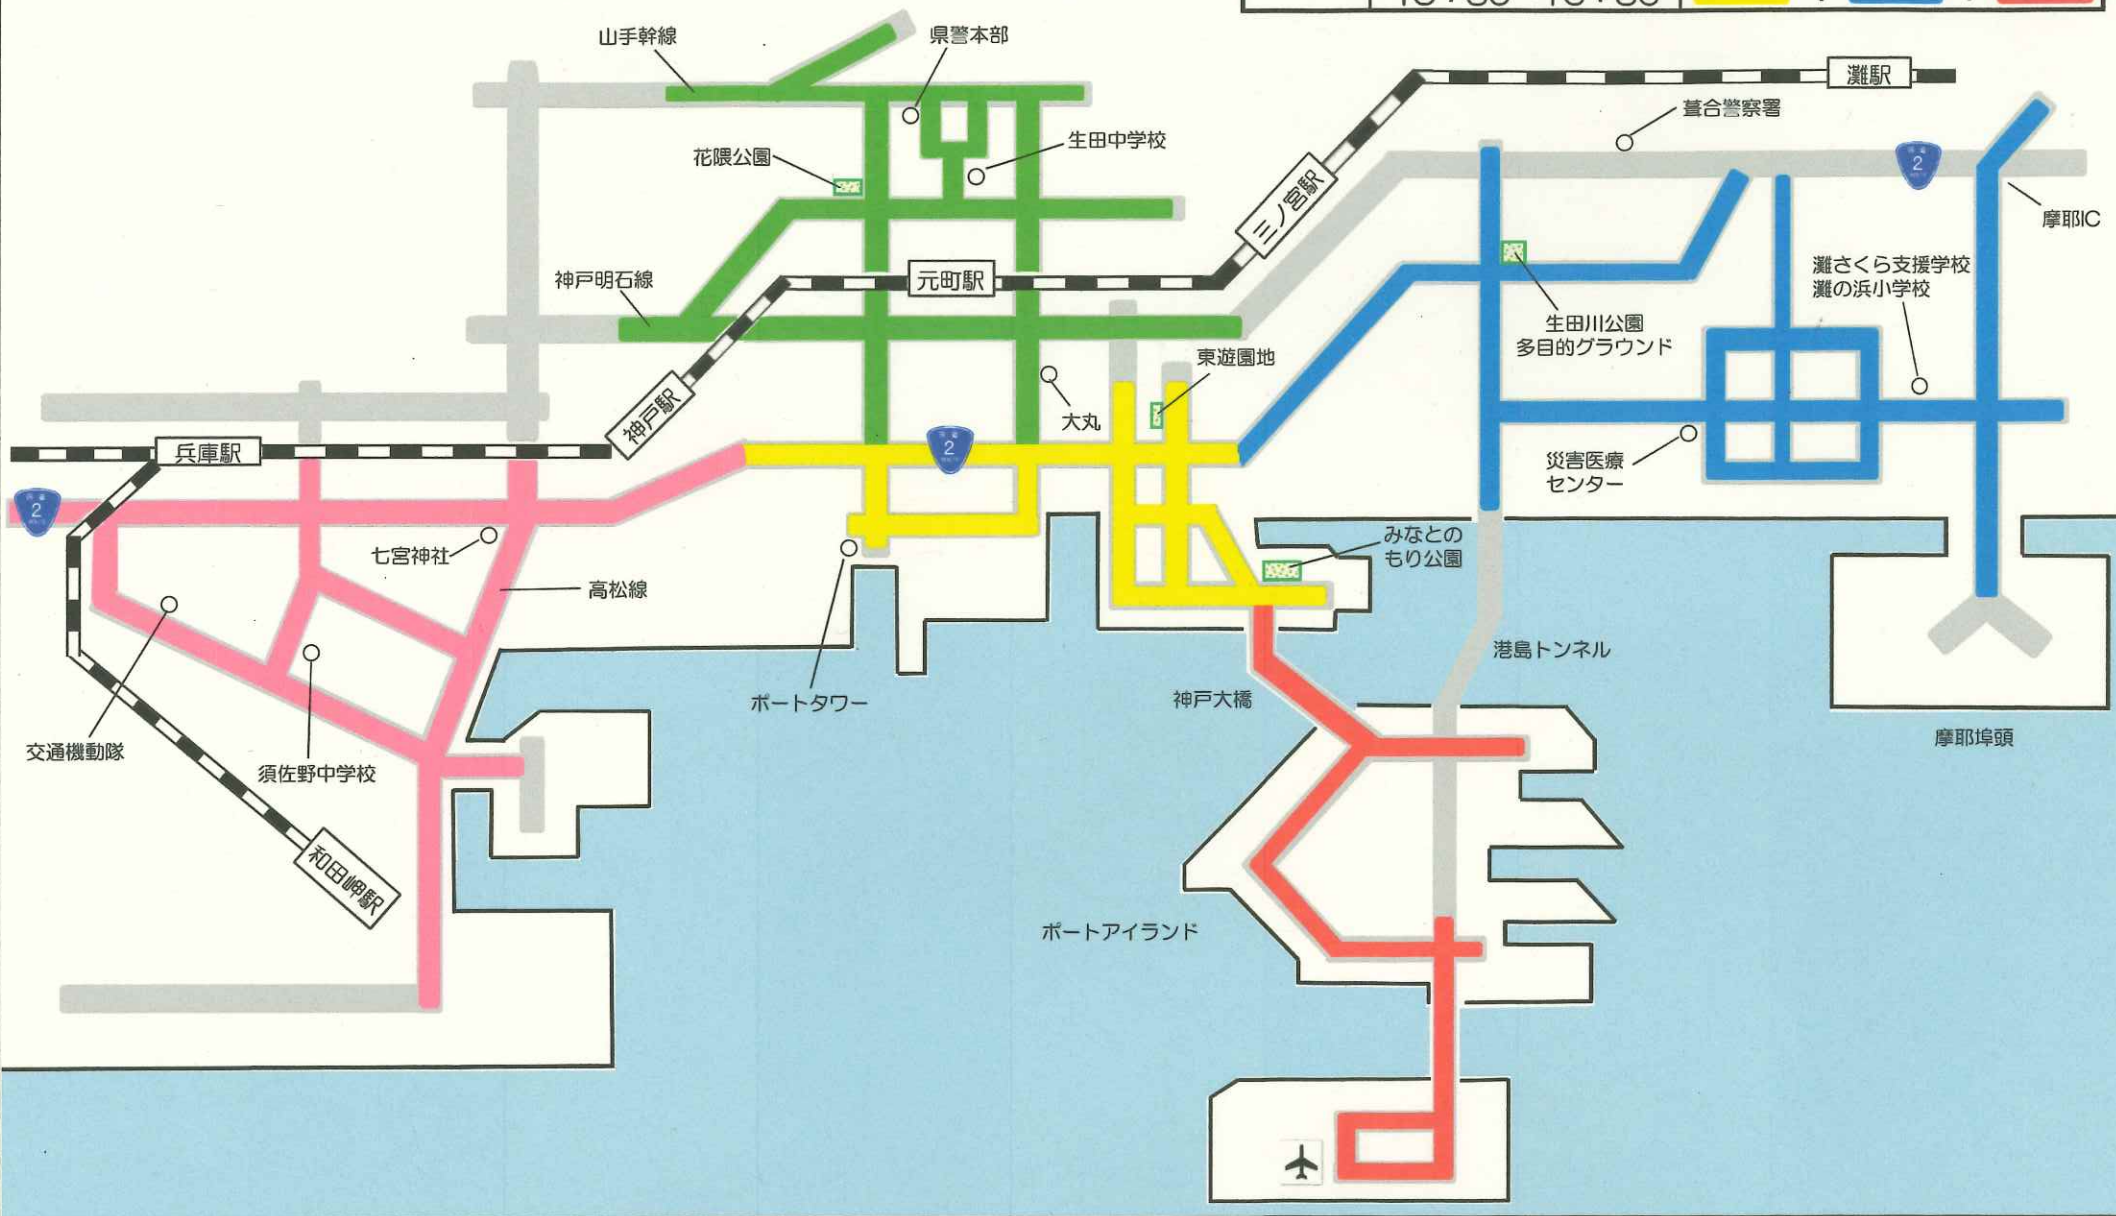 山手幹線
県警本部
灘駅
葺合警察署
生田中学校
花隈公園
2
三ノ宮駅
摩耶IC
神戸明石線
元町駅
灘さくら支援学校
灘の浜小学校
生田川公園
多目的グラウンド
東遊園地
神戸駅
大丸
兵庫駅
2
災害医療
センター
2
七宮神社
みなとの
もり公園
高松線
港島トンネル
ポートタワー
神戸大橋
摩耶埠頭
交通機動隊
須佐野中学校
和田岬駅
ポートアイランド